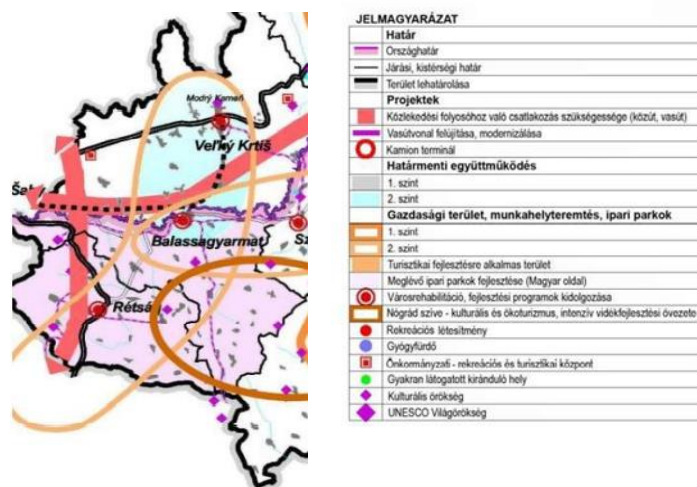 Modrý Kameň
Veľký Krtíš
Balassagyarmat
Rétsá
JELMAGYARÁZAT
Határ
Országhatár
Járási, kistérségi határ
Terület lehatárolása
Projektek
Közlekedési folyosóhoz való csatlakozás szükségessége (közút, vasút)
Vasútvonal felújítása, modernizálása
Kamion terminál
Határmenti együttműködés
1. szint
2. szint
Gazdasági terület, munkahelyteremtés, ipari parkok
1. szint
2. szint
Turisztikai fejlesztésre alkalmas terület
Meglévő ipari parkok fejlesztése (Magyar oldal)
Városrehabilitáció, fejlesztési programok kidolgozása
Nógrád szíve - kulturális és ökoturizmus, intenzív vidékfejlesztési övezete
Rekreációs létesítmény
Gyógyfürdő
Önkormányzati - rekreációs és turisztikai központ
Gyakran látogatott kiránduló hely
Kulturális örökség
UNESCO Világörökség